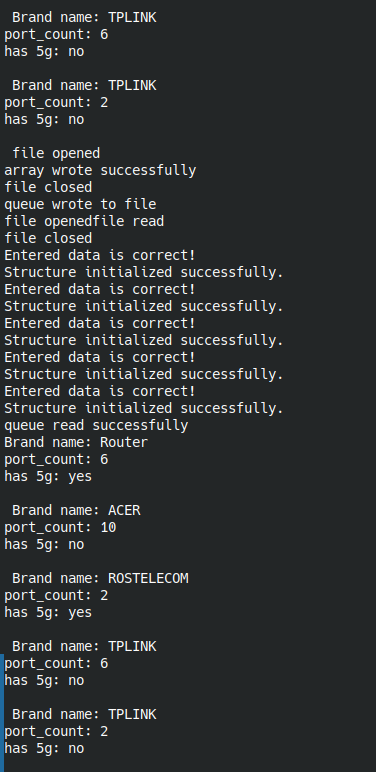 Brand name: TPLINK
port_count: 6
has 5g: no
Brand name: TPLINK
port_count: 2
has 5g: no
file opened
array wrote successfully
file closed
queue wrote to file
file openedfile read
file closed
Entered data is correct!
Structure initialized successfully.
Entered data is correct!
Structure initialized successfully.
Entered data is correct!
Structure initialized successfully.
Entered data is correct!
Structure initialized successfully.
Entered data is correct!
Structure initialized successfully.
queue read successfully
Brand name: Router
port_count: 6
has 5g: yes
Brand name: ACER
port_count: 10
has 5g: no
Brand name: ROSTELECOM
port_count: 2
has 5g: yes
Brand name: TPLINK
port_count: 6
has 5g: no
Brand name: TPLINK
port_count: 2
has 5g: no